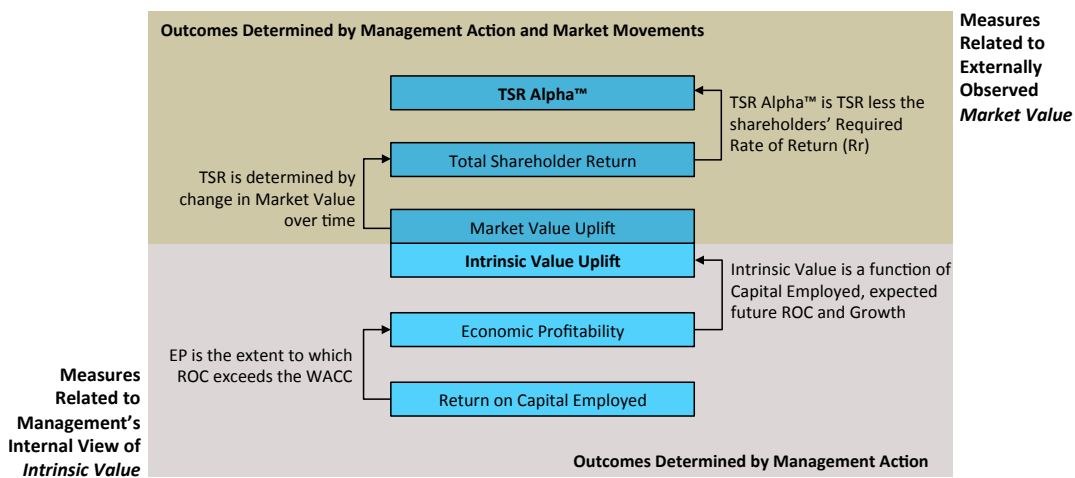 Outcomes Determined by Management Action and Market Movements
Measures
Related to
Externally
Observed
Market Value
TSR Alpha™
TSR Alpha™ is TSR less the
shareholders’ Required
Rate of Return (Rr)
Total Shareholder Return
TSR is determined by
change in Market Value
over time
Market Value Uplift
Intrinsic Value Uplift
Intrinsic Value is a function of
Capital Employed, expected
future ROC and Growth
Economic Profitability
EP is the extent to which
ROC exceeds the WACC
Return on Capital Employed
Measures
Related to
Management’s
Internal View of
Intrinsic Value
Outcomes Determined by Management Action